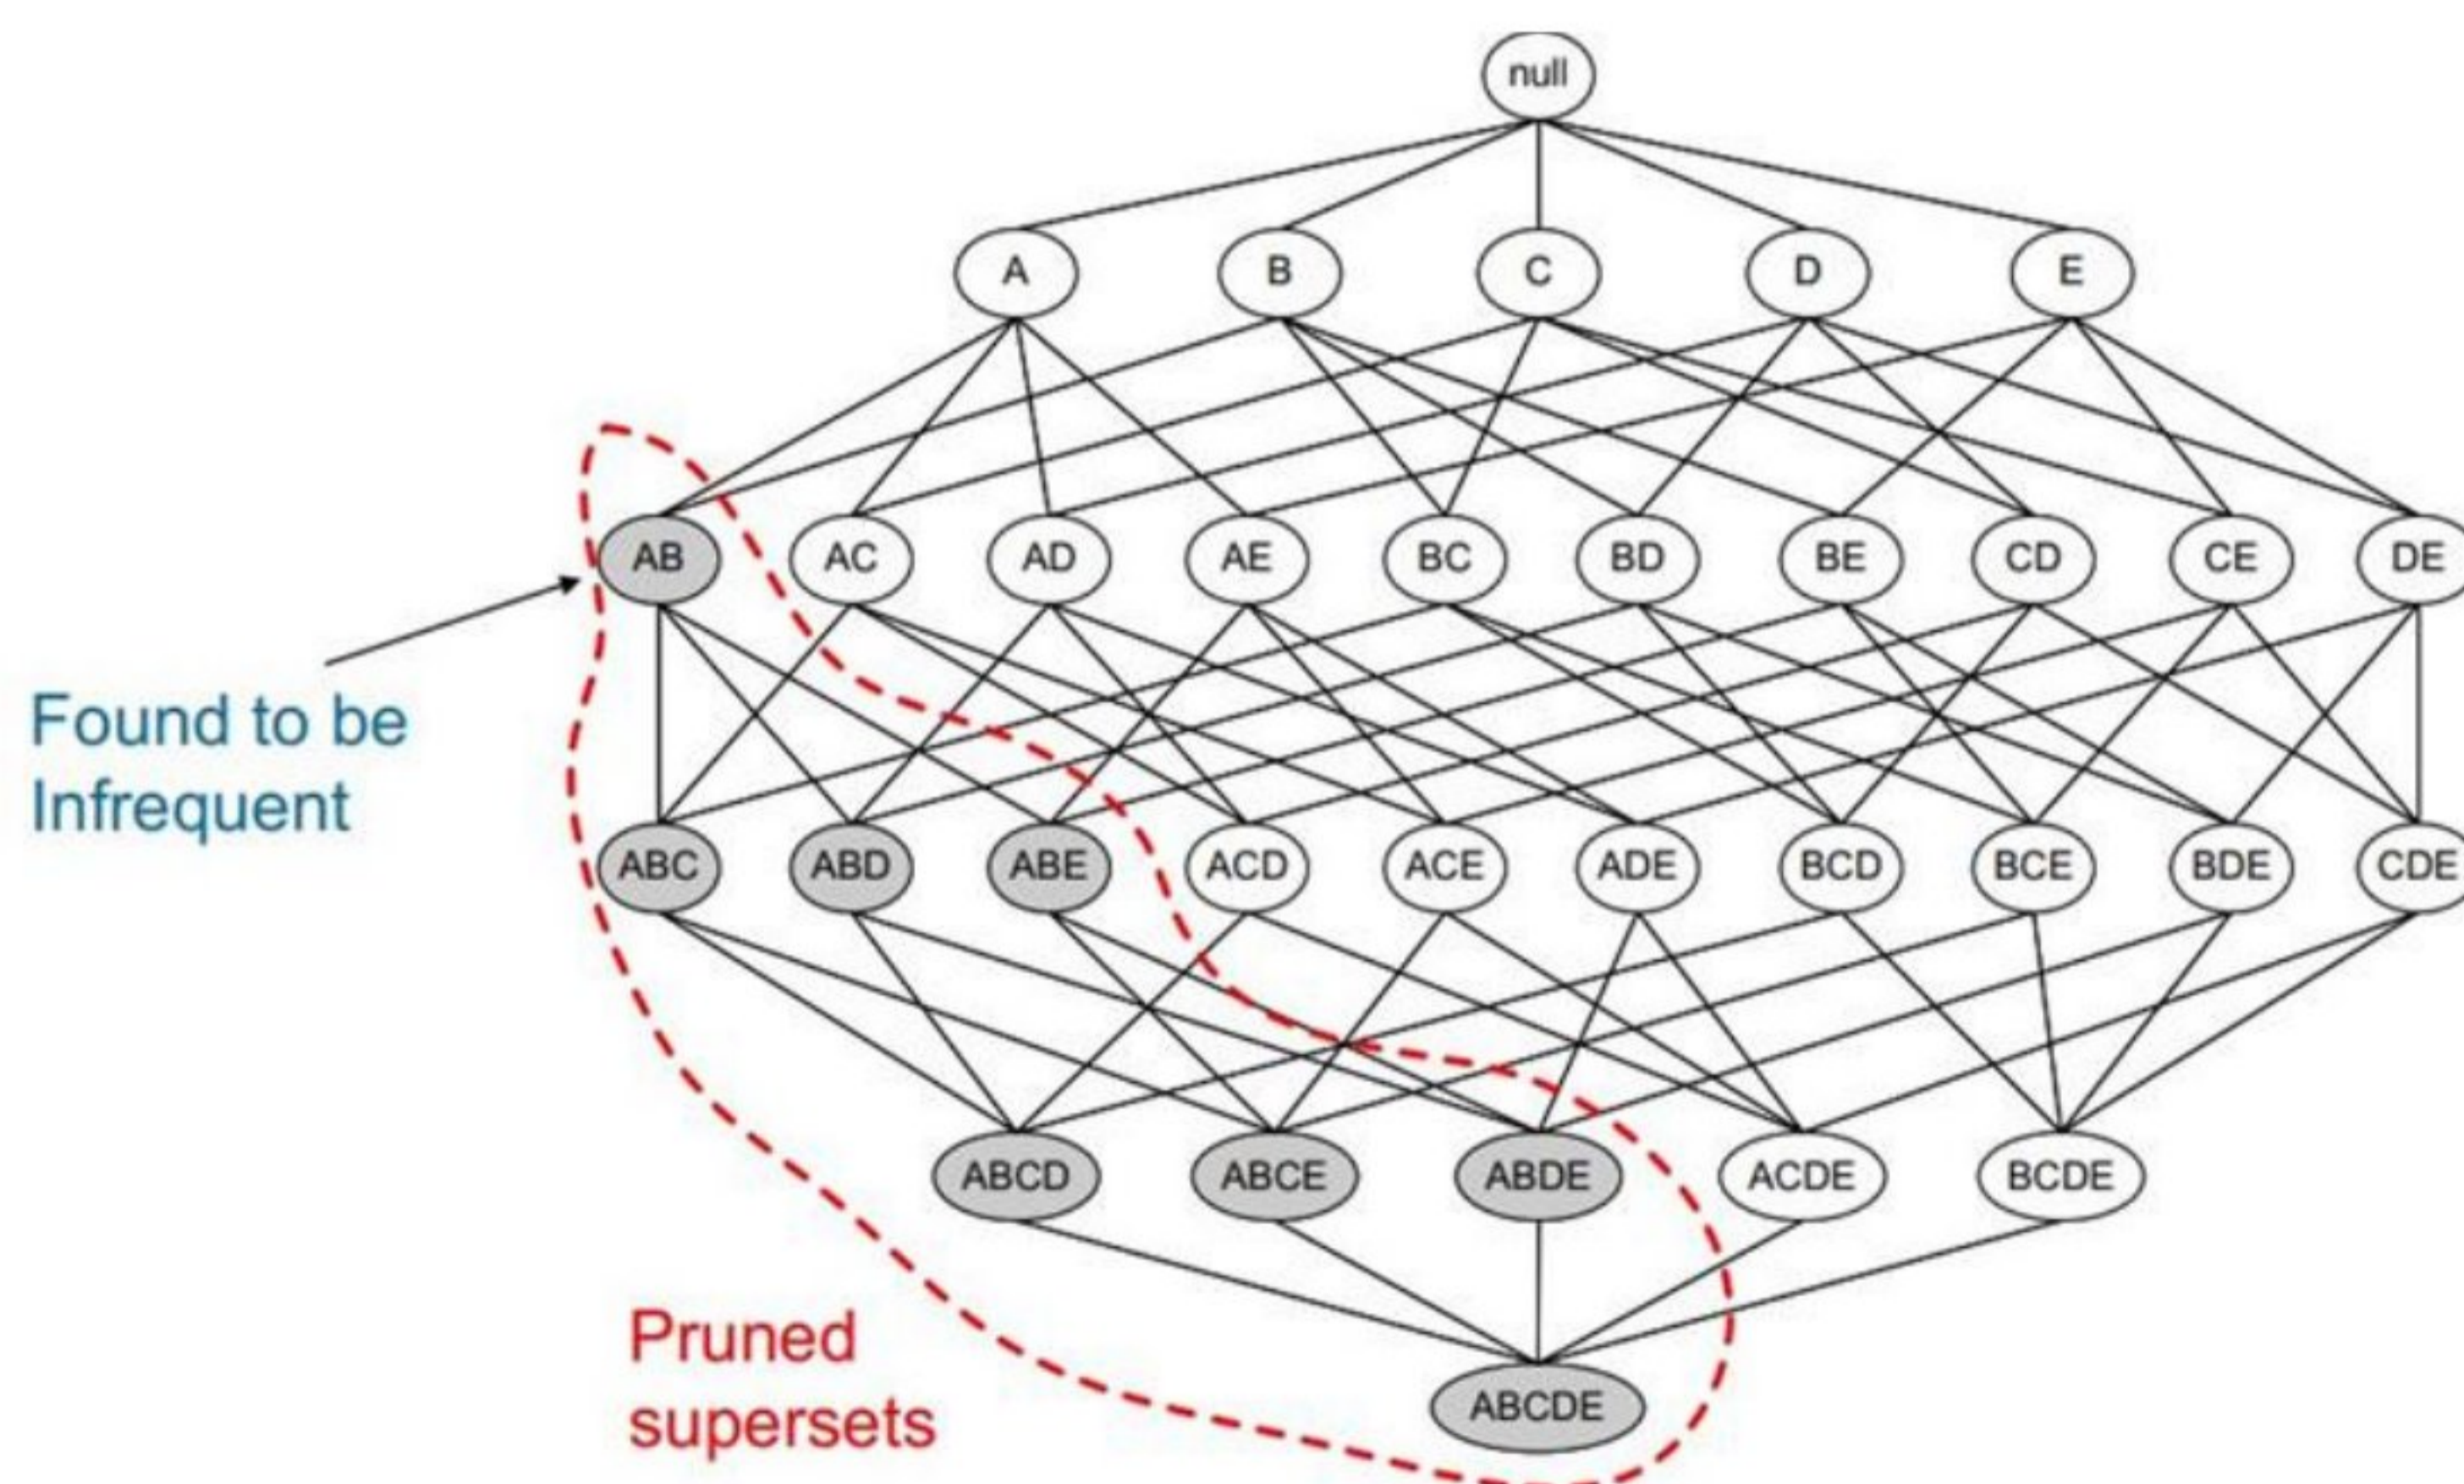 null
A B C D E
AB AC AD AE BC BD BE CD CE DE
Found to be
Infrequent
ABC ABD ABE ACD ACE ADE BCD BCE BDE CDE
ABCD ABCE ABDE ACDE BCDE
Pruned
supersets
ABCDE